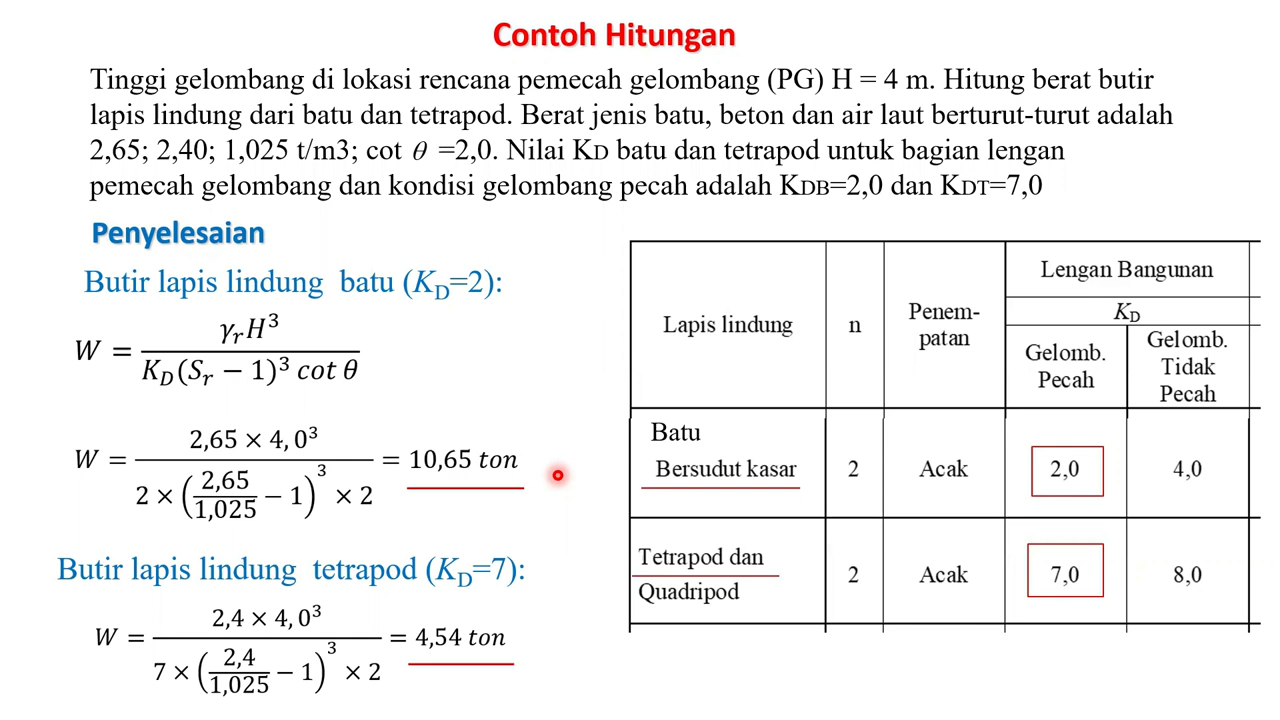 Contoh Hitungan
Tinggi gelombang di lokasi rencana pemecah gelombang (PG) H = 4 m. Hitung berat butir
lapis lindung dari batu dan tetrapod. Berat jenis batu, beton dan air laut berturut-turut adalah
2,65; 2,40; 1,025 t/m3; cot θ =2,0. Nilai KD batu dan tetrapod untuk bagian lengan
pemecah gelombang dan kondisi gelombang pecah adalah KDB=2,0 dan KDT=7,0
Penyelesaian
Butir lapis lindung batu (K_D=2):
W = γ_r H³ / K_D (S_r − 1)³ cot θ
W = 2,65 × 4,0³ / 2 × (2,65/1,025 − 1)³ × 2 = 10,65 ton
Butir lapis lindung tetrapod (K_D=7):
W = 2,4 × 4,0³ / 7 × (2,4/1,025 − 1)³ × 2 = 4,54 ton
Lapis lindung
n
Penem-
patan
Lengan Bangunan
K_D
Gelomb.
Pecah
Gelomb.
Tidak
Pecah
Batu
Bersudut kasar 2 Acak 2,0 4,0
Tetrapod dan
Quadripod 2 Acak 7,0 8,0